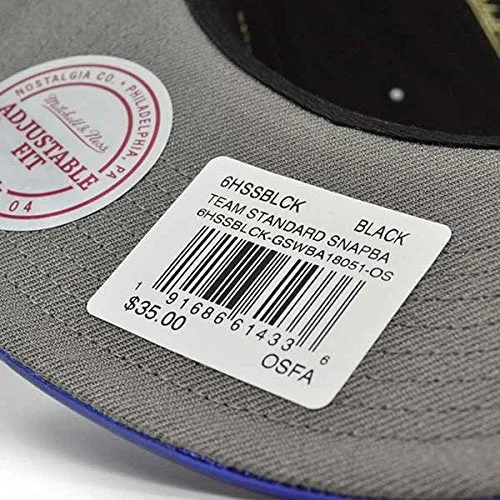 NOSTALGIA CO. • PHILADELPHIA, PA
Mitchell & Ness
ADJUSTABLE
FIT
04
6HSSBLCK BLACK
TEAM STANDARD SNAPBA
6HSSBLCK-GSWBA18051-OS
1 91686 61433 6
$35.00
OSFA